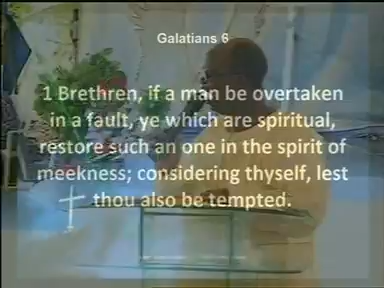 Galatians 6
1 Brethren, if a man be overtaken
in a fault, ye which are spiritual,
restore such an one in the spirit of
meekness; considering thyself, lest
thou also be tempted.